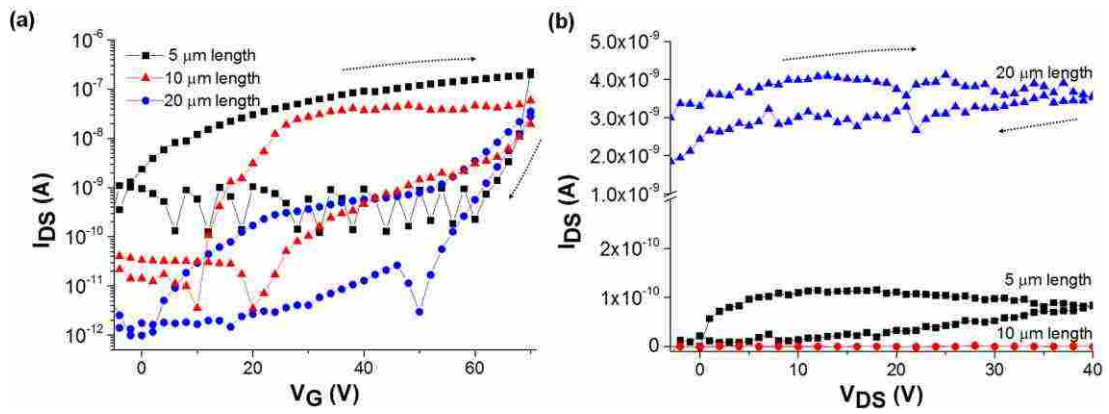 (a)
10⁻⁶
10⁻⁷
10⁻⁸
10⁻⁹
10⁻¹⁰
10⁻¹¹
10⁻¹²
I_DS (A)
5 μm length
10 μm length
20 μm length
0 20 40 60
V_G (V)
(b)
5.0x10⁻⁹
4.0x10⁻⁹
3.0x10⁻⁹
2.0x10⁻⁹
1.0x10⁻⁹
2x10⁻¹⁰
1x10⁻¹⁰
0
I_DS (A)
20 μm length
5 μm length
10 μm length
0 10 20 30 40
V_DS (V)